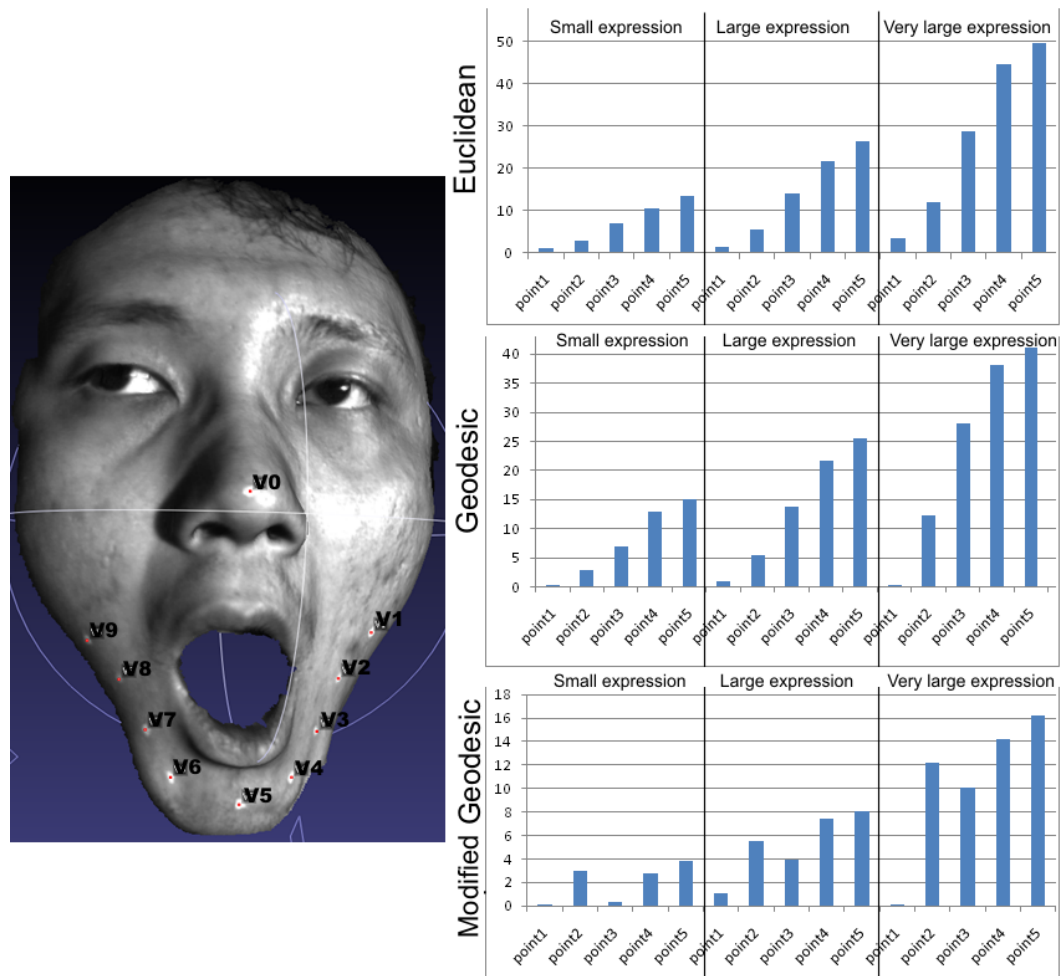 V0
V9
V1
V8
V2
V7
V3
V6
V4
V5
Euclidean
Small expression Large expression Very large expression
50
40
30
20
10
0
point1 point2 point3 point4 point5 point1 point2 point3 point4 point5 point1 point2 point3 point4 point5
Geodesic
Small expression Large expression Very large expression
40
35
30
25
20
15
10
5
0
point1 point2 point3 point4 point5 point1 point2 point3 point4 point5 point1 point2 point3 point4 point5
Modified Geodesic
Small expression Large expression Very large expression
18
16
14
12
10
8
6
4
2
0
point1 point2 point3 point4 point5 point1 point2 point3 point4 point5 point1 point2 point3 point4 point5